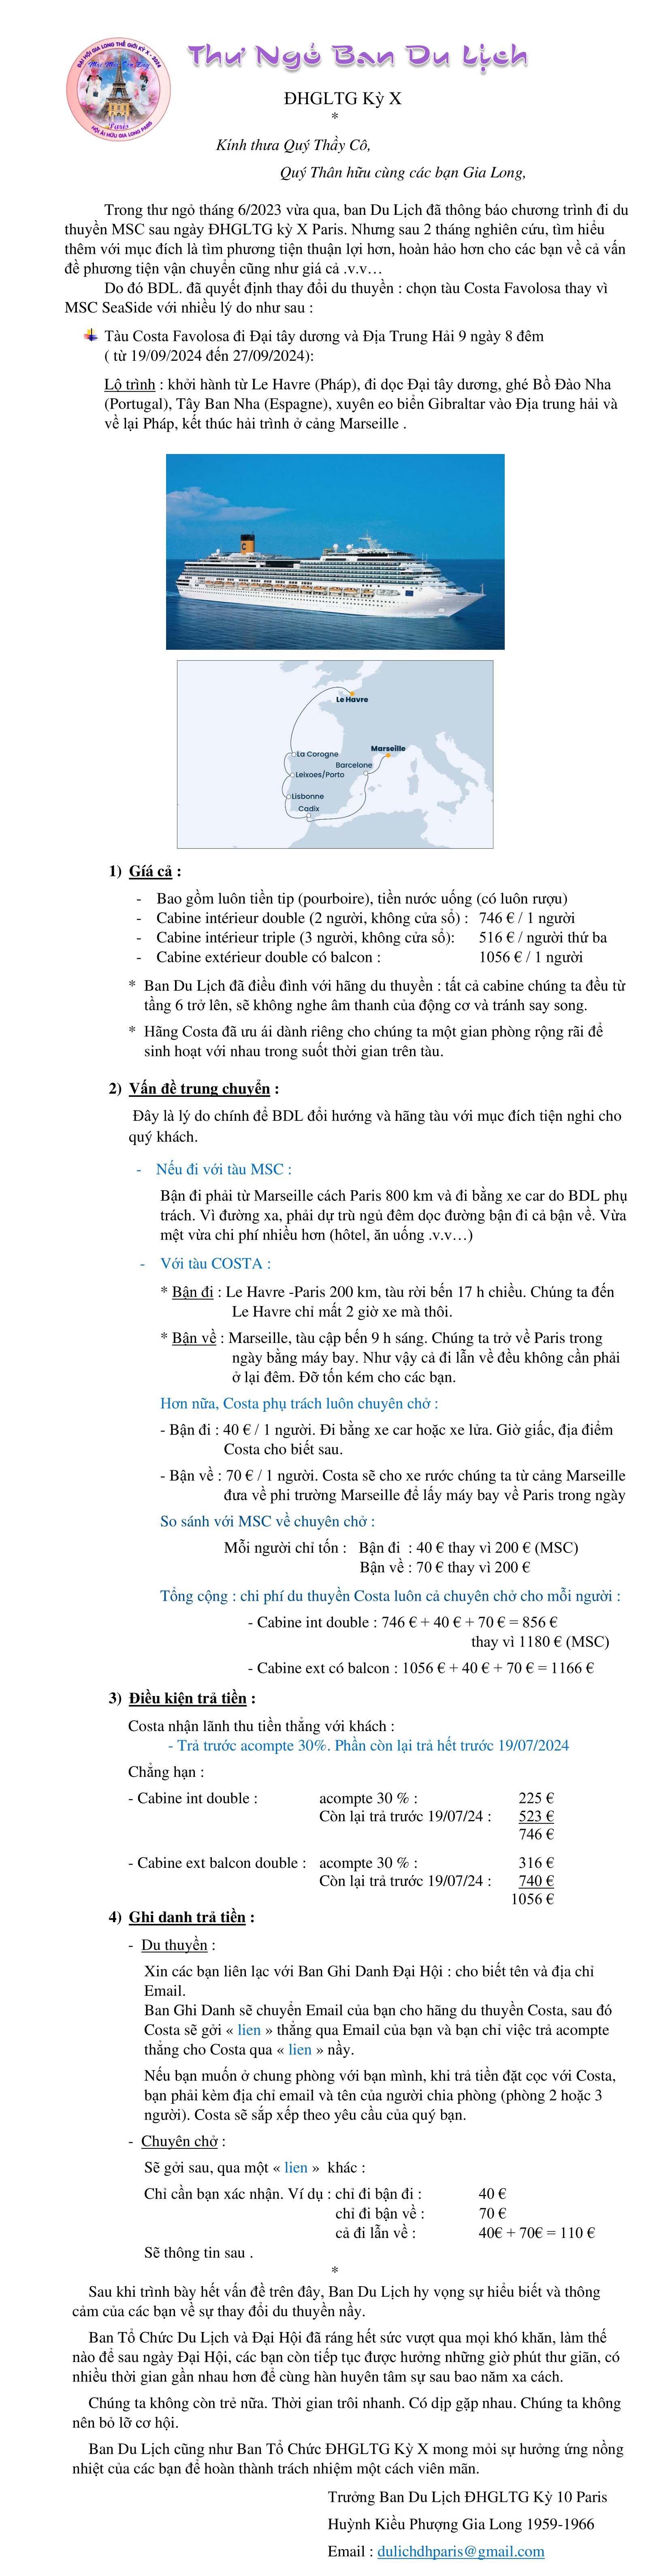 ĐẠI HỘI GIA LONG THẾ GIỚI KỲ X - 2024
Paris
HỘI ÁI HỮU GIA LONG PARIS
Thư Ngỏ Ban Du Lịch
ĐHGLTG Kỳ X
*
Kính thưa Quý Thầy Cô,
Quý Thân hữu cùng các bạn Gia Long,
Trong thư ngỏ tháng 6/2023 vừa qua, ban Du Lịch đã thông báo chương trình đi du
thuyền MSC sau ngày ĐHGLTG kỳ X Paris. Nhưng sau 2 tháng nghiên cứu, tìm hiểu
thêm với mục đích là tìm phương tiện thuận lợi hơn, hoàn hảo hơn cho các bạn về cả vấn
đề phương tiện vận chuyển cũng như giá cả .v.v…
Do đó BDL. đã quyết định thay đổi du thuyền : chọn tàu Costa Favolosa thay vì
MSC SeaSide với nhiều lý do như sau :
Tàu Costa Favolosa đi Đại tây dương và Địa Trung Hải 9 ngày 8 đêm
( từ 19/09/2024 đến 27/09/2024):
Lộ trình : khởi hành từ Le Havre (Pháp), đi dọc Đại tây dương, ghé Bồ Đào Nha
(Portugal), Tây Ban Nha (Espagne), xuyên eo biển Gibraltar vào Địa trung hải và
về lại Pháp, kết thúc hải trình ở cảng Marseille .
Le Havre
La Corogne
Marseille
Barcelone
Leixoes/Porto
Lisbonne
Cadix
1) Gíá cả :
- Bao gồm luôn tiền tip (pourboire), tiền nước uống (có luôn rượu)
- Cabine intérieur double (2 người, không cửa sổ) : 746 € / 1 người
- Cabine intérieur triple (3 người, không cửa sổ): 516 € / người thứ ba
- Cabine extérieur double có balcon : 1056 € / 1 người
* Ban Du Lịch đã điều đình với hãng du thuyền : tất cả cabine chúng ta đều từ
tầng 6 trở lên, sẽ không nghe âm thanh của động cơ và tránh say song.
* Hãng Costa đã ưu ái dành riêng cho chúng ta một gian phòng rộng rãi để
sinh hoạt với nhau trong suốt thời gian trên tàu.
2) Vấn đề trung chuyển :
Đây là lý do chính để BDL đổi hướng và hãng tàu với mục đích tiện nghi cho
quý khách.
- Nếu đi với tàu MSC :
Bận đi phải từ Marseille cách Paris 800 km và đi bằng xe car do BDL phụ
trách. Vì đường xa, phải dự trù ngủ đêm dọc đường bận đi cả bận về. Vừa
mệt vừa chi phí nhiều hơn (hôtel, ăn uống .v.v…)
- Với tàu COSTA :
* Bận đi : Le Havre -Paris 200 km, tàu rời bến 17 h chiều. Chúng ta đến
Le Havre chỉ mất 2 giờ xe mà thôi.
* Bận về : Marseille, tàu cập bến 9 h sáng. Chúng ta trở về Paris trong
ngày bằng máy bay. Như vậy cả đi lẫn về đều không cần phải
ở lại đêm. Đỡ tốn kém cho các bạn.
Hơn nữa, Costa phụ trách luôn chuyên chở :
- Bận đi : 40 € / 1 người. Đi bằng xe car hoặc xe lửa. Giờ giấc, địa điểm
Costa cho biết sau.
- Bận về : 70 € / 1 người. Costa sẽ cho xe rước chúng ta từ cảng Marseille
đưa về phi trường Marseille để lấy máy bay về Paris trong ngày
So sánh với MSC về chuyên chở :
Mỗi người chỉ tốn : Bận đi : 40 € thay vì 200 € (MSC)
Bận về : 70 € thay vì 200 €
Tổng cộng : chi phí du thuyền Costa luôn cả chuyên chở cho mỗi người :
- Cabine int double : 746 € + 40 € + 70 € = 856 €
thay vì 1180 € (MSC)
- Cabine ext có balcon : 1056 € + 40 € + 70 € = 1166 €
3) Điều kiện trả tiền :
Costa nhận lãnh thu tiền thẳng với khách :
- Trả trước acompte 30%. Phần còn lại trả hết trước 19/07/2024
Chẳng hạn :
- Cabine int double : acompte 30 % : 225 €
Còn lại trả trước 19/07/24 : 523 €
746 €
- Cabine ext balcon double : acompte 30 % : 316 €
Còn lại trả trước 19/07/24 : 740 €
1056 €
4) Ghi danh trả tiền :
- Du thuyền :
Xin các bạn liên lạc với Ban Ghi Danh Đại Hội : cho biết tên và địa chỉ
Email.
Ban Ghi Danh sẽ chuyển Email của bạn cho hãng du thuyền Costa, sau đó
Costa sẽ gởi « lien » thẳng qua Email của bạn và bạn chỉ việc trả acompte
thẳng cho Costa qua « lien » nầy.
Nếu bạn muốn ở chung phòng với bạn mình, khi trả tiền đặt cọc với Costa,
bạn phải kèm địa chỉ email và tên của người chia phòng (phòng 2 hoặc 3
người). Costa sẽ sắp xếp theo yêu cầu của quý bạn.
- Chuyên chở :
Sẽ gởi sau, qua một « lien » khác :
Chỉ cần bạn xác nhận. Ví dụ : chỉ đi bận đi : 40 €
chỉ đi bận về : 70 €
cả đi lẫn về : 40€ + 70€ = 110 €
Sẽ thông tin sau .
*
Sau khi trình bày hết vấn đề trên đây, Ban Du Lịch hy vọng sự hiểu biết và thông
cảm của các bạn về sự thay đổi du thuyền nầy.
Ban Tổ Chức Du Lịch và Đại Hội đã ráng hết sức vượt qua mọi khó khăn, làm thế
nào để sau ngày Đại Hội, các bạn còn tiếp tục được hưởng những giờ phút thư giãn, có
nhiều thời gian gần nhau hơn để cùng hàn huyên tâm sự sau bao năm xa cách.
Chúng ta không còn trẻ nữa. Thời gian trôi nhanh. Có dịp gặp nhau. Chúng ta không
nên bỏ lỡ cơ hội.
Ban Du Lịch cũng như Ban Tổ Chức ĐHGLTG Kỳ X mong mỏi sự hưởng ứng nồng
nhiệt của các bạn để hoàn thành trách nhiệm một cách viên mãn.
Trưởng Ban Du Lịch ĐHGLTG Kỳ 10 Paris
Huỳnh Kiều Phượng Gia Long 1959-1966
Email : dulichdhparis@gmail.com